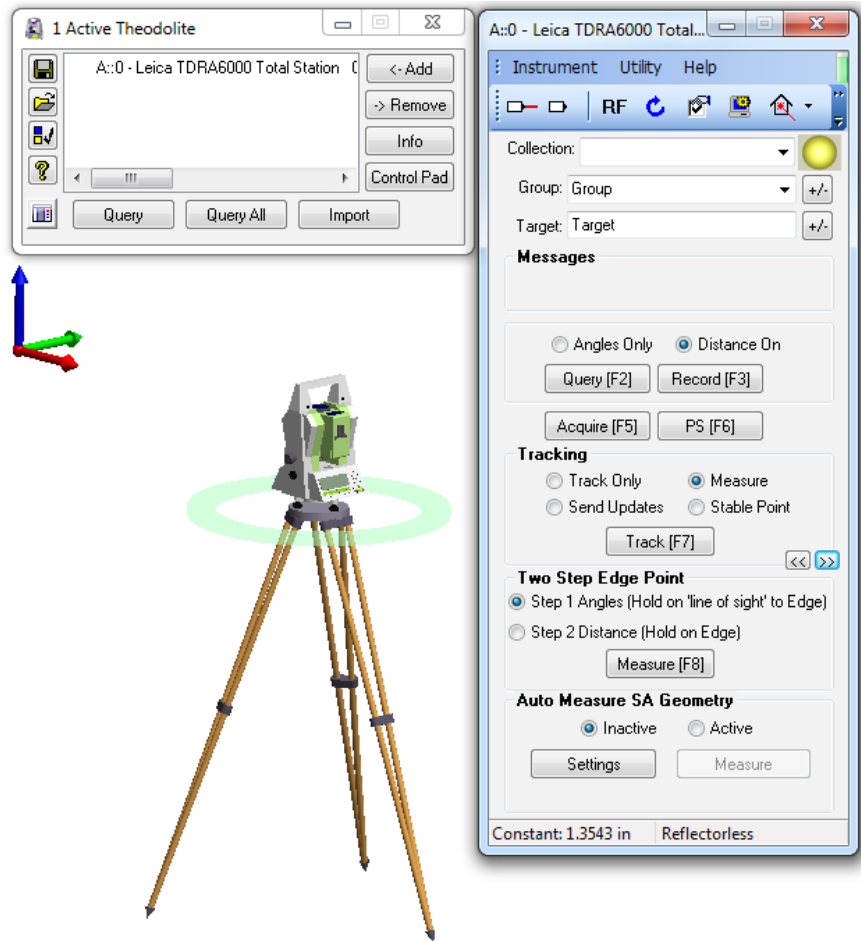 1 Active Theodolite
A::0 - Leica TDRA6000 Total Station
<- Add
-> Remove
Info
Control Pad
Query
Query All
Import
A::0 - Leica TDRA6000 Total...
Instrument Utility Help
RF
Collection:
Group: Group +/-
Target: Target +/-
Messages
Angles Only Distance On
Query [F2] Record [F3]
Acquire [F5] PS [F6]
Tracking
Track Only Measure
Send Updates Stable Point
Track [F7]
<< >>
Two Step Edge Point
Step 1 Angles (Hold on 'line of sight' to Edge)
Step 2 Distance (Hold on Edge)
Measure [F8]
Auto Measure SA Geometry
Inactive Active
Settings Measure
Constant: 1.3543 in Reflectorless